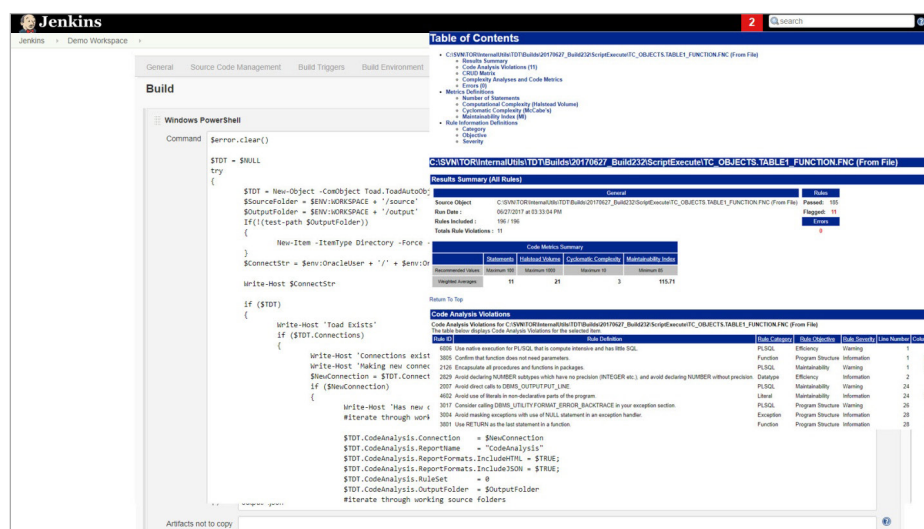 Jenkins
2
search
Jenkins
Demo Workspace
General Source Code Management Build Triggers Build Environment
Build
Windows PowerShell
Command
$error.clear()
$TDT = $NULL
try
{
$TDT = New-Object -ComObject Toad.ToadAutoObj
$SourceFolder = $ENV:WORKSPACE + '/source'
$OutputFolder = $ENV:WORKSPACE + '/output'
If(!(test-path $OutputFolder))
{
New-Item -ItemType Directory -Force -
}
$ConnectStr = $env:OracleUser + '/' + $env:Or
Write-Host $ConnectStr
if ($TDT)
{
Write-Host 'Toad Exists'
if ($TDT.Connections)
{
Write-Host 'Connections exist
Write-Host 'Making new connec
$NewConnection = $TDT.Connect
if ($NewConnection)
{
Write-Host 'Has new c
#iterate through work
$TDT.CodeAnalysis.Connection = $NewConnection
$TDT.CodeAnalysis.ReportName = "CodeAnalysis"
$TDT.CodeAnalysis.ReportFormats.IncludeHTML = $TRUE;
$TDT.CodeAnalysis.ReportFormats.IncludeJSON = $TRUE;
$TDT.CodeAnalysis.RuleSet = 0
$TDT.CodeAnalysis.OutputFolder = $OutputFolder
#iterate through working source folders
Artifacts not to copy
Table of Contents
C:\SVN\TOR\InternalUtils\TDT\Builds\20170627_Build232\ScriptExecute\TC_OBJECTS.TABLE1_FUNCTION.FNC (From File)
Results Summary
Code Analysis Violations (11)
CRUD Matrix
Complexity Analyses and Code Metrics
Errors (0)
Metrics Definitions
Number of Statements
Computational Complexity (Halstead Volume)
Cyclomatic Complexity (McCabe's)
Maintainability Index (MI)
Rule Information Definitions
Category
Objective
Severity
C:\SVN\TOR\InternalUtils\TDT\Builds\20170627_Build232\ScriptExecute\TC_OBJECTS.TABLE1_FUNCTION.FNC (From File)
Results Summary (All Rules)
General Rules
Source Object C:\SVN\TOR\InternalUtils\TDT\Builds\20170627_Build232\ScriptExecute\TC_OBJECTS.TABLE1_FUNCTION.FNC (From File) Passed: 185
Run Date : 06/27/2017 at 03:33:04 PM Flagged: 11
Rules Included : 196 / 196 Errors
Totals Rule Violations : 11 0
Code Metrics Summary
Statements Halstead Volume Cyclomatic Complexity Maintainability Index
Recommended Values Maximum 100 Maximum 1000 Maximum 10 Minimum 85
Weighted Averages 11 21 3 115.71
Return To Top
Code Analysis Violations
Code Analysis Violations for C:\SVN\TOR\InternalUtils\TDT\Builds\20170627_Build232\ScriptExecute\TC_OBJECTS.TABLE1_FUNCTION.FNC (From File)
The table below displays Code Analysis Violations for the selected item.
Rule ID Rule Definition Rule Category Rule Objective Rule Severity Line Number Colu
6806 Use native execution for PL/SQL that is compute intensive and has little SQL. PLSQL Efficiency Warning 1
3805 Confirm that function does not need parameters. Function Program Structure Information 1
2126 Encapsulate all procedures and functions in packages. PLSQL Maintainability Warning 1
2829 Avoid declaring NUMBER subtypes which have no precision (INTEGER etc.), and avoid declaring NUMBER without precision. Datatype Efficiency Information 2
2007 Avoid direct calls to DBMS_OUTPUT.PUT_LINE. PLSQL Maintainability Warning 24
4602 Avoid use of literals in non-declarative parts of the program. Literal Maintainability Information 24
3017 Consider calling DBMS_UTILITY.FORMAT_ERROR_BACKTRACE in your exception section. PLSQL Program Structure Warning 26
3004 Avoid masking exceptions with use of NULL statement in an exception handler. Exception Program Structure Information 28
3801 Use RETURN as the last statement in a function. Function Program Structure Information 28